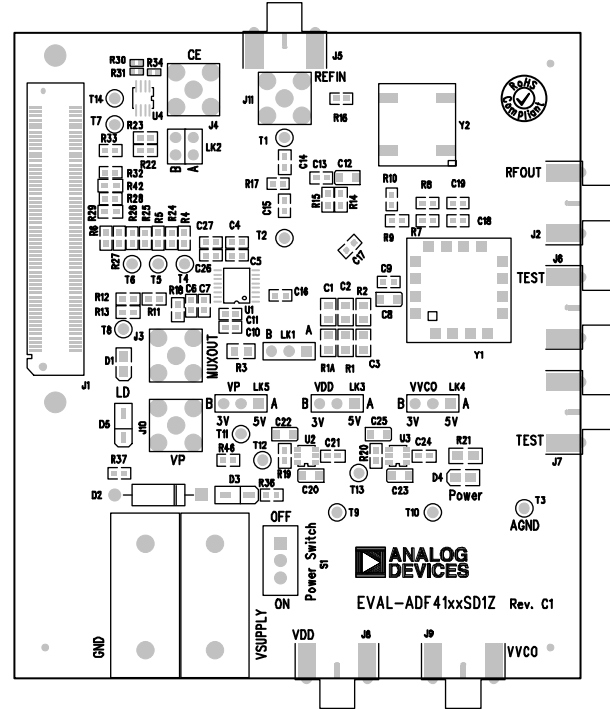 R30
R34
R31
CE
J5
REFIN
J11
T14
U4
J4
T7
R23
R33
R22
LK2
B A
T1
R16
Y2
RoHS
Compliant
R32
R42
R28
R29
C14
C13
C12
R17
R15
R14
R10
R8
C19
C15
R9
R7
C18
RFOUT
J2
J6
R6
R27
R26
R25
R5
R24
R4
C27
C4
C26
C5
T2
C17
T6
T5
T4
TEST
R12
R13
R11
R18
C6
C7
U1
C11
C10
C16
C9
C8
C1
C2
R2
T8
J3
MUXOUT
R3
B LK1 A
R1A
R1
C3
Y1
J1
D1
LD
D5
J10
VP
VP LK5
B A
3V 5V
VDD LK3
B A
3V 5V
VVCO LK4
B A
3V 5V
T11
C22
U2
C21
C25
U3
C24
R21
TEST
J7
R37
R46
T12
R19
C20
R20
T13
C23
D4
Power
D2
D3
R36
T9
T10
T3
AGND
OFF
Power Switch
S1
ON
ANALOG
DEVICES
EVAL-ADF41xxSD1Z Rev. C1
GND
VSUPPLY
VDD
J8
J9
VVCO